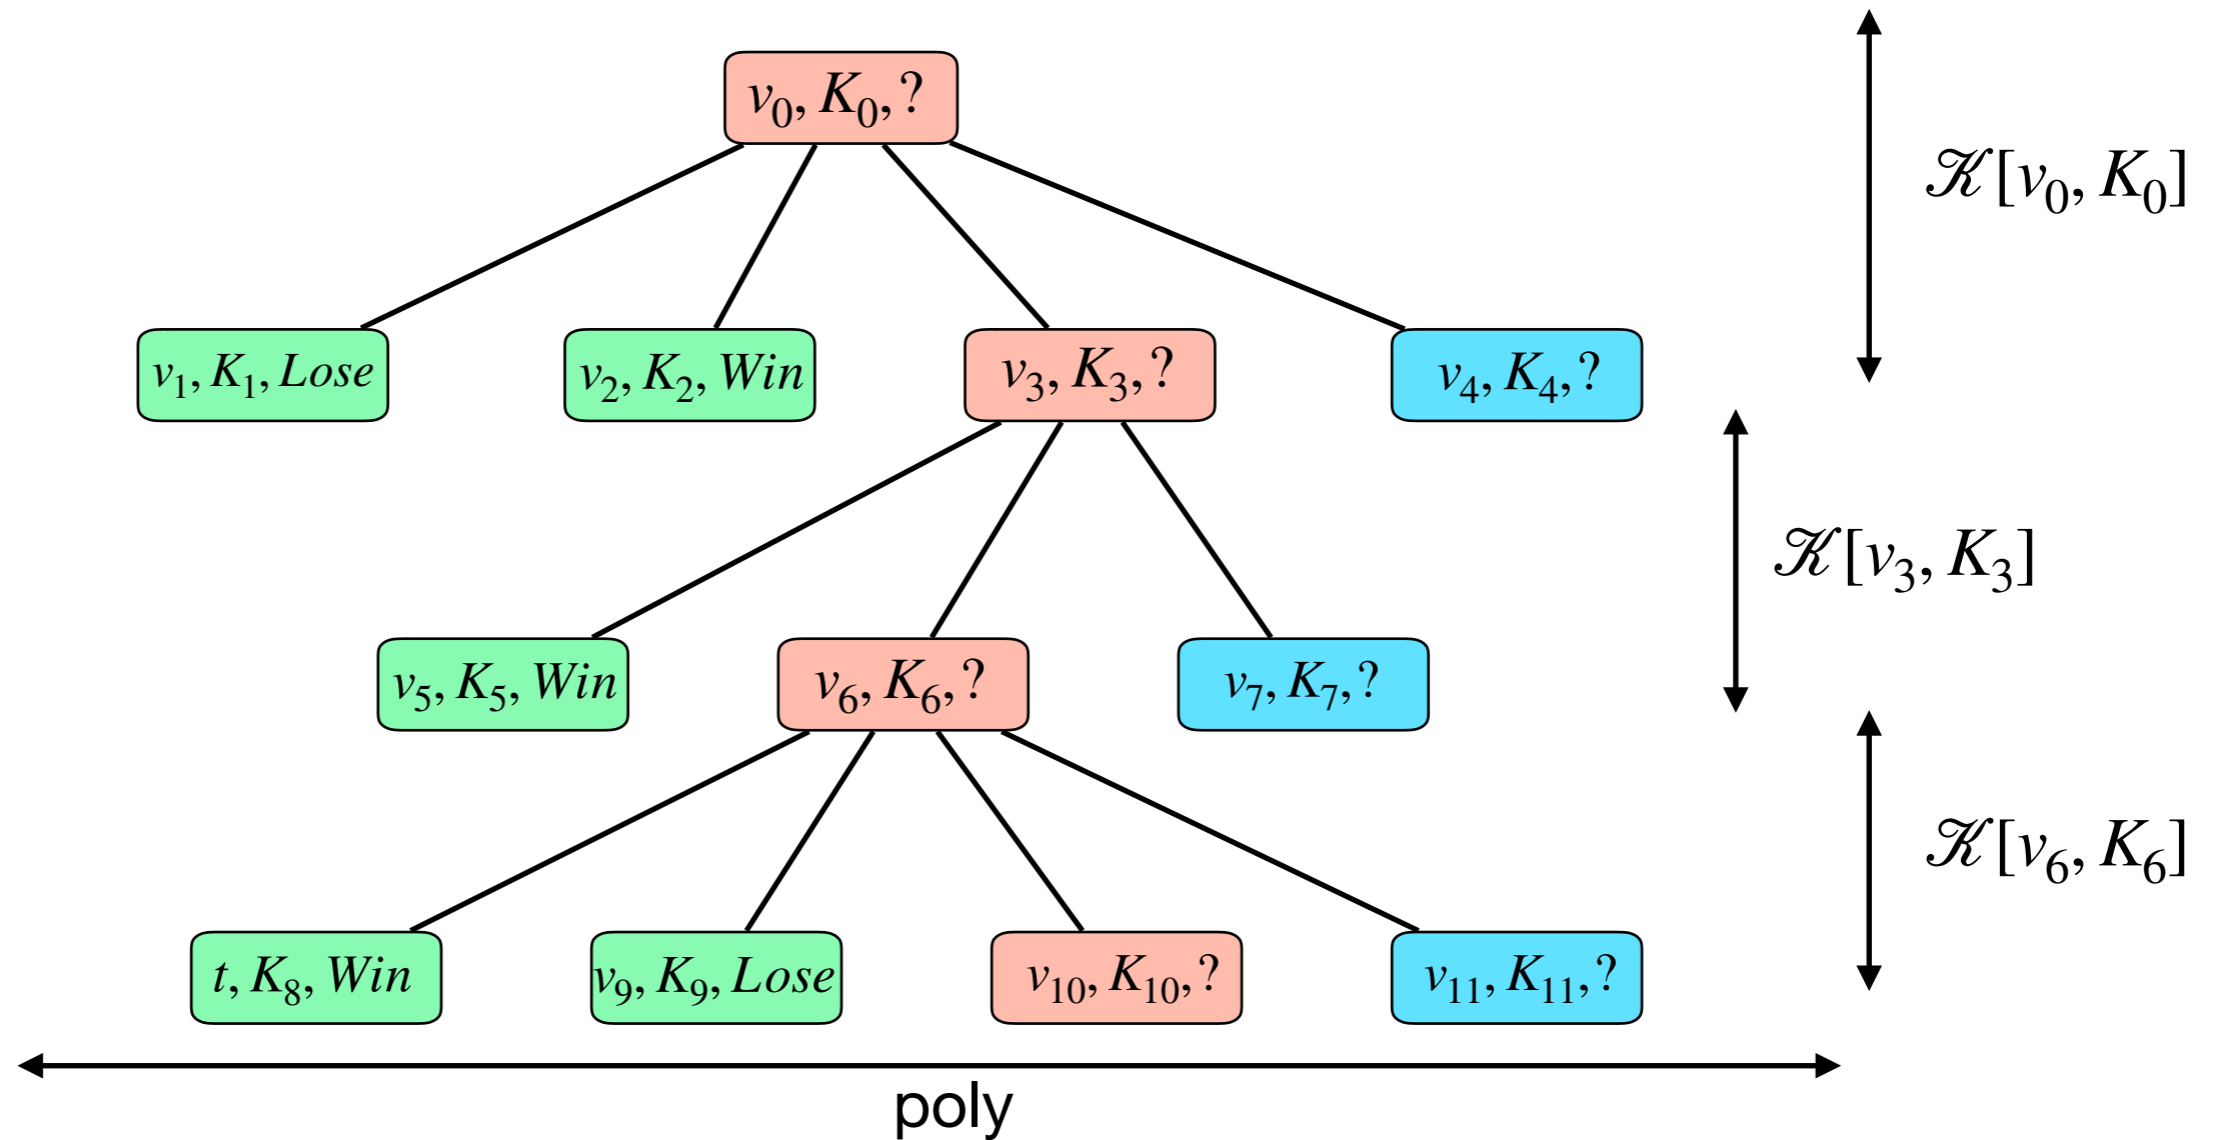 v₀, K₀, ?
𝒦[v₀, K₀]
v₁, K₁, Lose
v₂, K₂, Win
v₃, K₃, ?
v₄, K₄, ?
𝒦[v₃, K₃]
v₅, K₅, Win
v₆, K₆, ?
v₇, K₇, ?
𝒦[v₆, K₆]
t, K₈, Win
v₉, K₉, Lose
v₁₀, K₁₀, ?
v₁₁, K₁₁, ?
poly